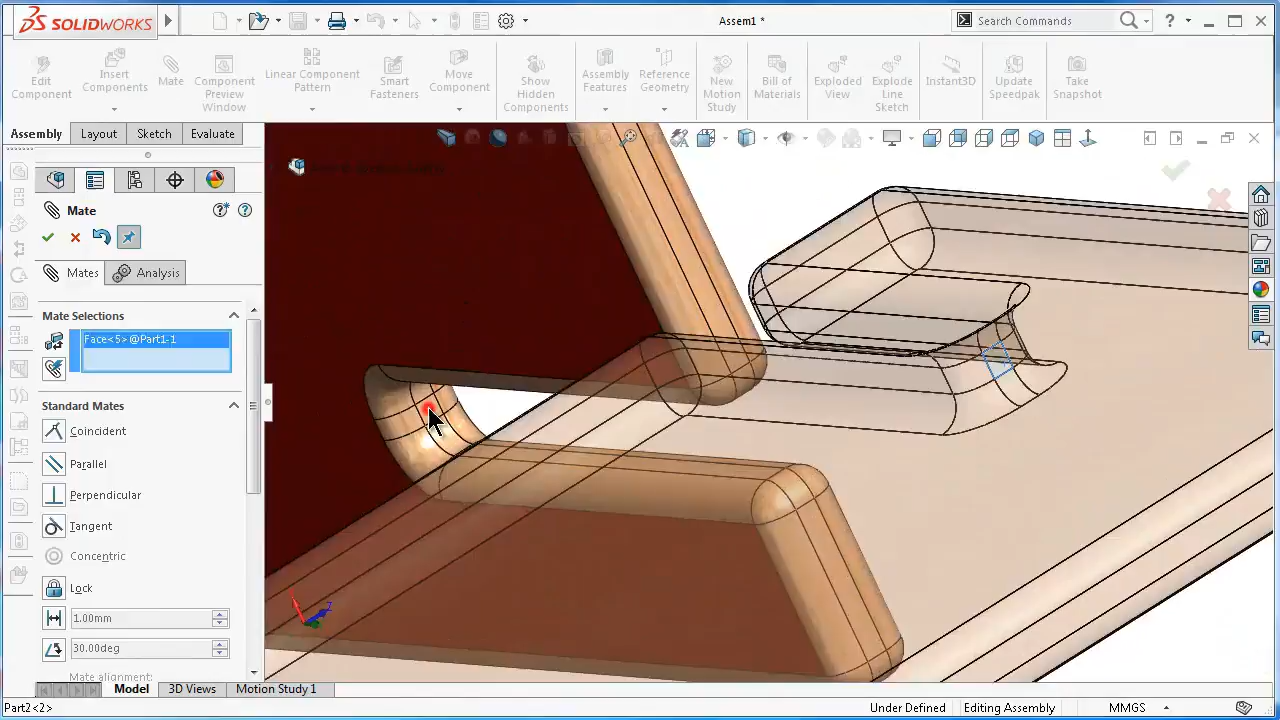 SOLIDWORKS
Assem1 *
Search Commands
?
Edit Component
Insert Components
Mate
Component Preview Window
Linear Component Pattern
Smart Fasteners
Move Component
Show Hidden Components
Assembly Features
Reference Geometry
New Motion Study
Bill of Materials
Exploded View
Explode Line Sketch
Instant3D
Update Speedpak
Take Snapshot
Assembly
Layout
Sketch
Evaluate
Mate
Mates
Analysis
Mate Selections
Face<5>@Part1-1
Standard Mates
Coincident
Parallel
Perpendicular
Tangent
Concentric
Lock
1.00mm
30.00deg
Mate alignment:
Z
Model
3D Views
Motion Study 1
Part2<2>
Under Defined
Editing Assembly
MMGS